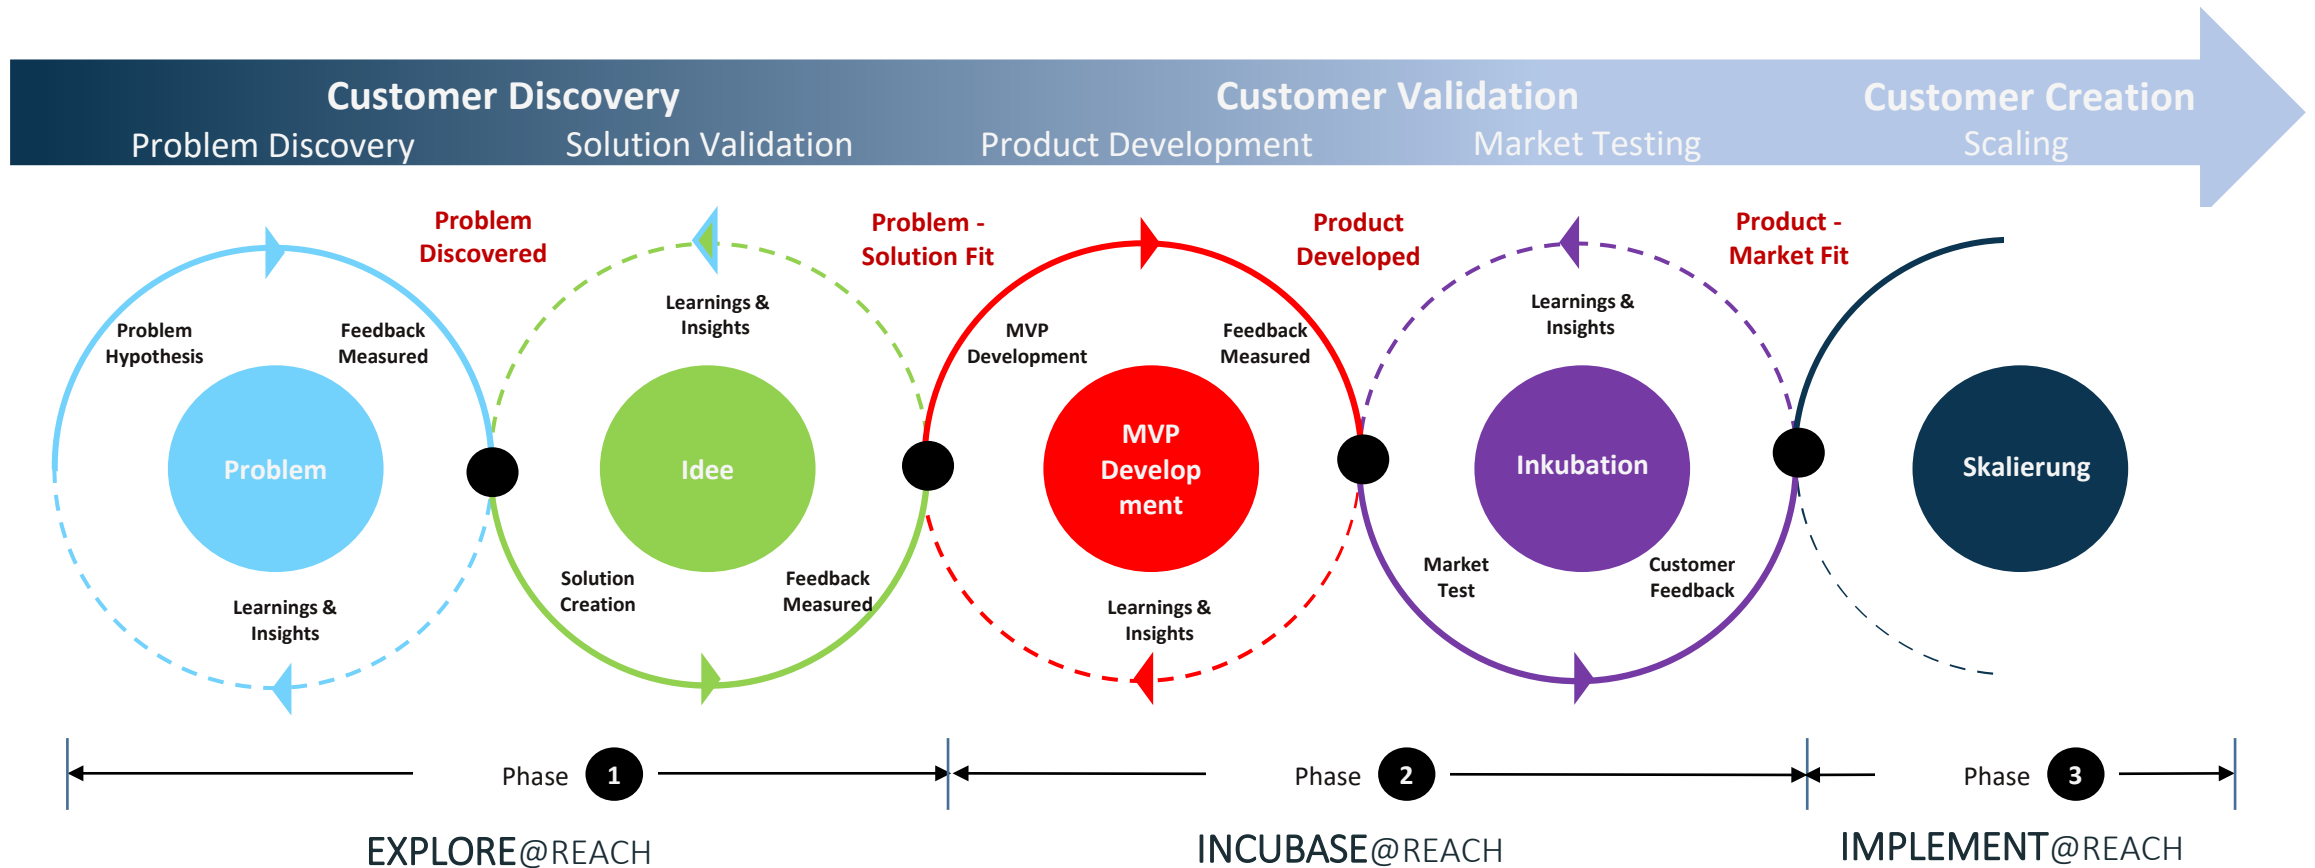 Customer Discovery
Customer Validation
Customer Creation
Problem Discovery
Solution Validation
Product Development
Market Testing
Scaling
Problem
Discovered
Problem -
Solution Fit
Product
Developed
Product -
Market Fit
Problem
Hypothesis
Feedback
Measured
Problem
Learnings &
Insights
Learnings &
Insights
Idee
Solution
Creation
Feedback
Measured
MVP
Development
Feedback
Measured
MVP
Develop
ment
Learnings &
Insights
Learnings &
Insights
Inkubation
Market
Test
Customer
Feedback
Skalierung
Phase 1
Phase 2
Phase 3
EXPLORE@REACH
INCUBASE@REACH
IMPLEMENT@REACH